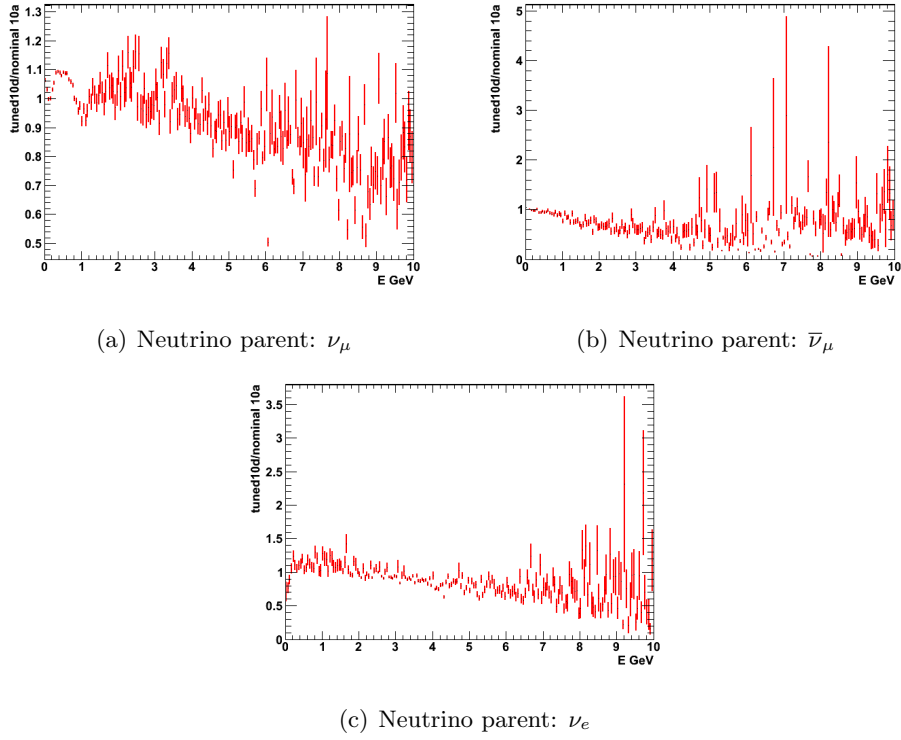 tuned10d/nominal 10a
1.3
1.2
1.1
1
0.9
0.8
0.7
0.6
0.5
0 1 2 3 4 5 6 7 8 9 10
E GeV
(a) Neutrino parent: ν_μ
tuned10d/nominal 10a
5
4
3
2
1
0
0 1 2 3 4 5 6 7 8 9 10
E GeV
(b) Neutrino parent: ν̅_μ
tuned10d/nominal 10a
3.5
3
2.5
2
1.5
1
0.5
0
0 1 2 3 4 5 6 7 8 9 10
E GeV
(c) Neutrino parent: ν_e